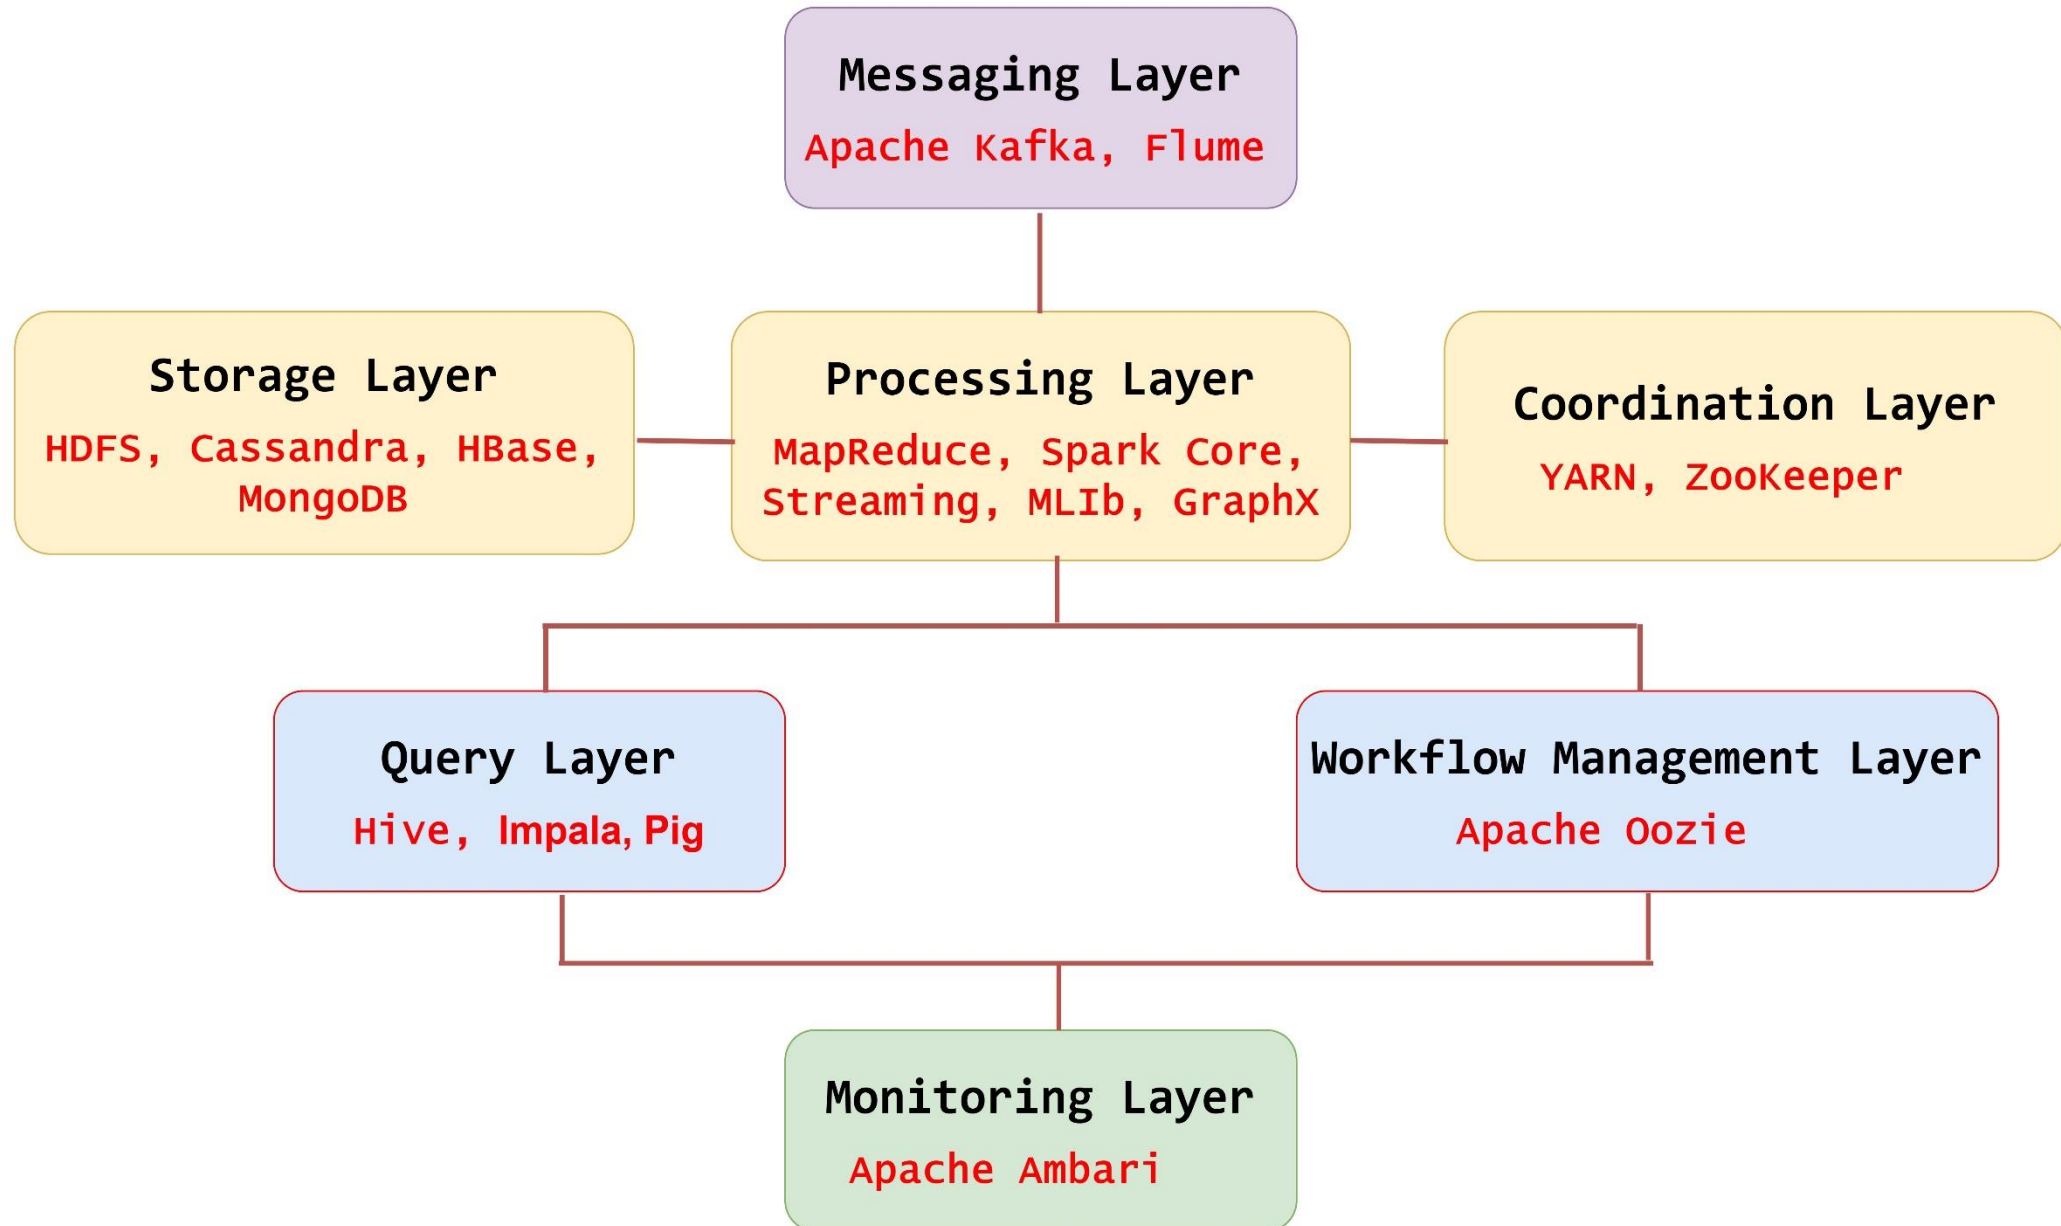 Messaging Layer
Apache Kafka, Flume
Storage Layer
HDFS, Cassandra, HBase,
MongoDB
Processing Layer
MapReduce, Spark Core,
Streaming, MLIb, GraphX
Coordination Layer
YARN, ZooKeeper
Query Layer
Hive, Impala, Pig
Workflow Management Layer
Apache Oozie
Monitoring Layer
Apache Ambari